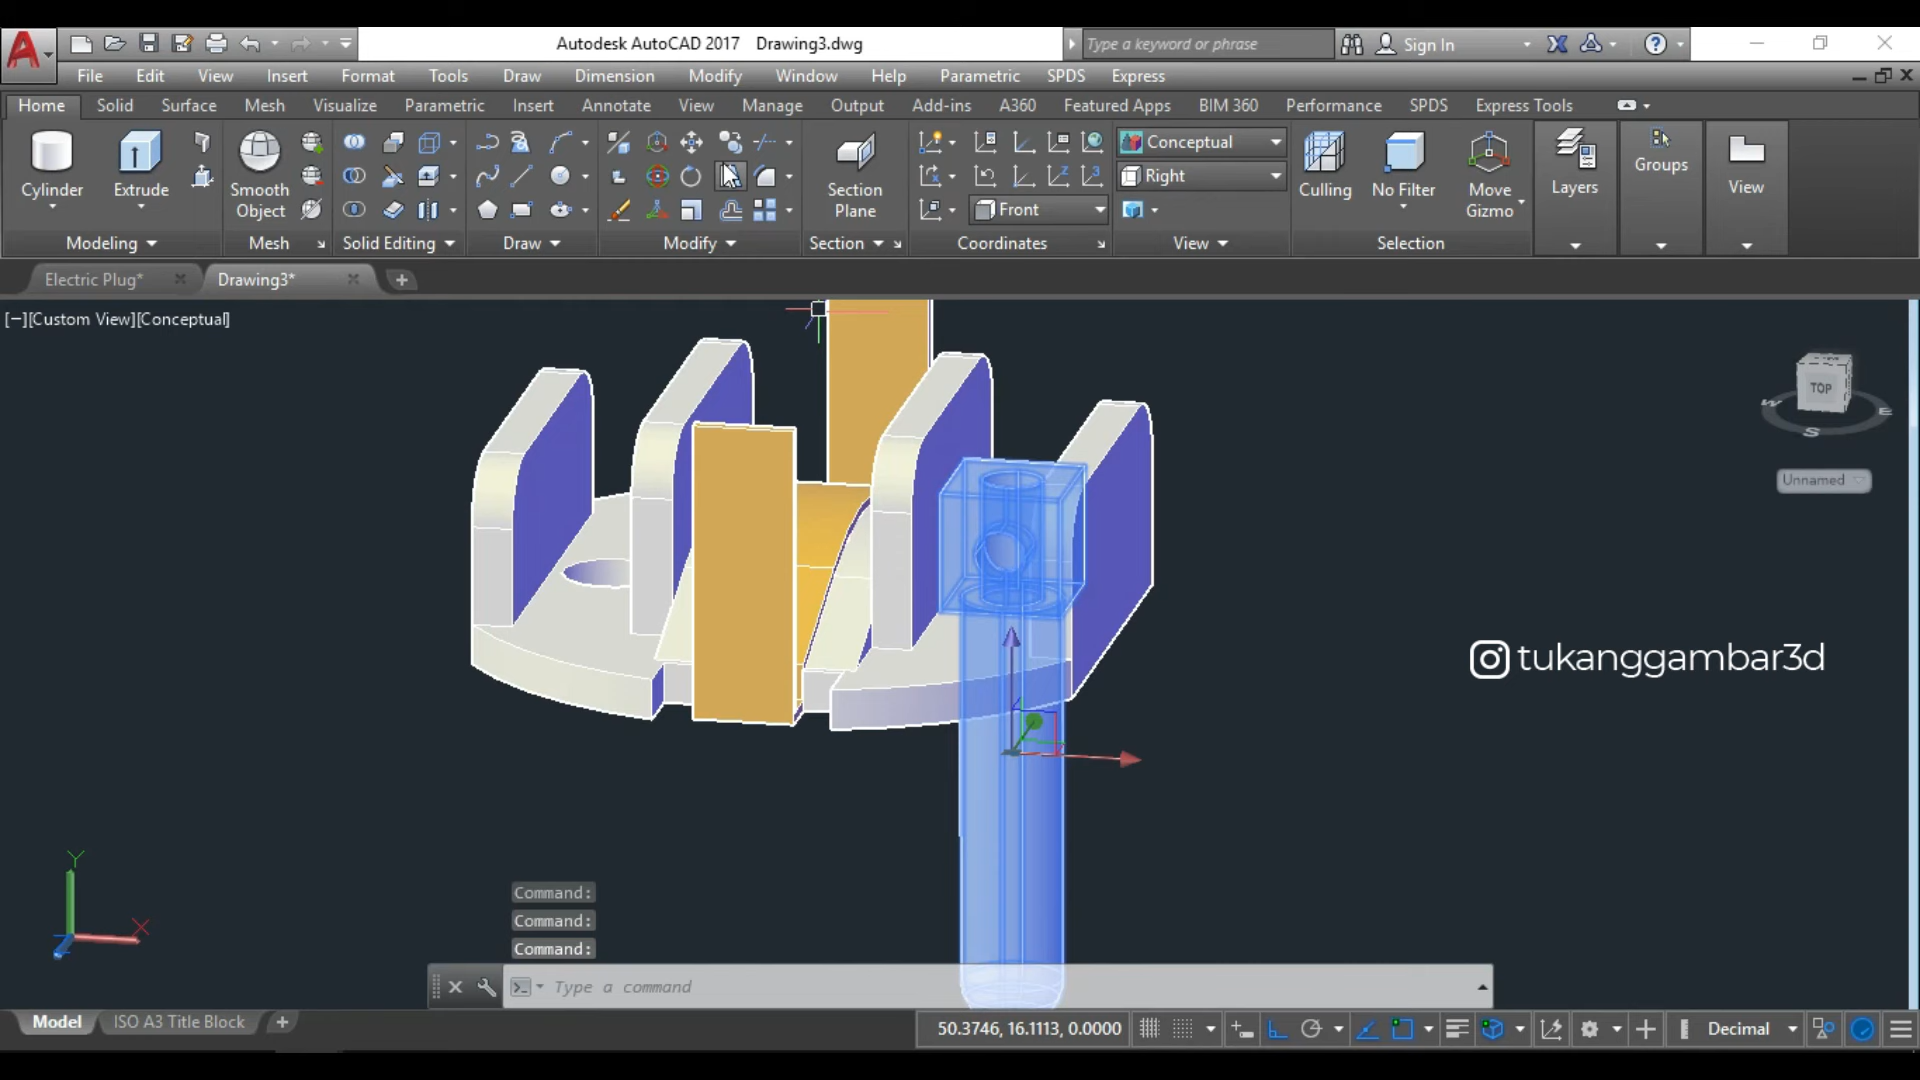 Autodesk AutoCAD 2017 Drawing3.dwg
Type a keyword or phrase
Sign In
File Edit View Insert Format Tools Draw Dimension Modify Window Help Parametric SPDS Express
Home Solid Surface Mesh Visualize Parametric Insert Annotate View Manage Output Add-ins A360 Featured Apps BIM 360 Performance SPDS Express Tools
Cylinder
Extrude
Smooth
Object
Section
Plane
Conceptual
Right
Front
Culling
No Filter
Move
Gizmo
Layers
Groups
View
Modeling
Mesh
Solid Editing
Draw
Modify
Section
Coordinates
View
Selection
Electric Plug*
Drawing3*
[−][Custom View][Conceptual]
TOP
W
E
S
Unnamed
tukanggambar3d
Y
X
Z
Command:
Command:
Command:
Type a command
Model
ISO A3 Title Block
50.3746, 16.1113, 0.0000
Decimal